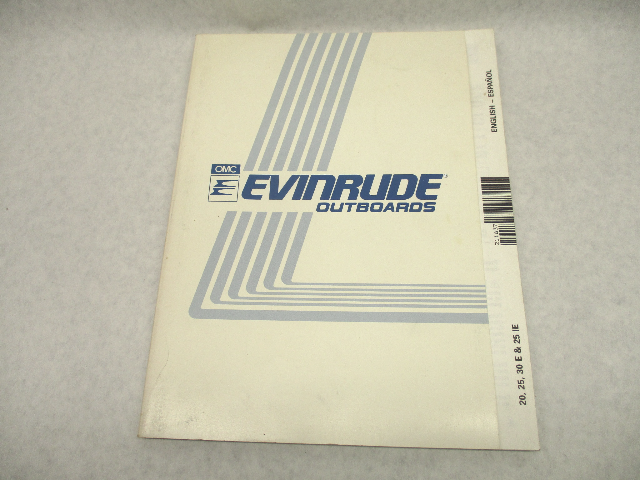 OMC
EVINRUDE
OUTBOARDS
ENGLISH – ESPAÑOL
20, 25, 30 E & 25 IE